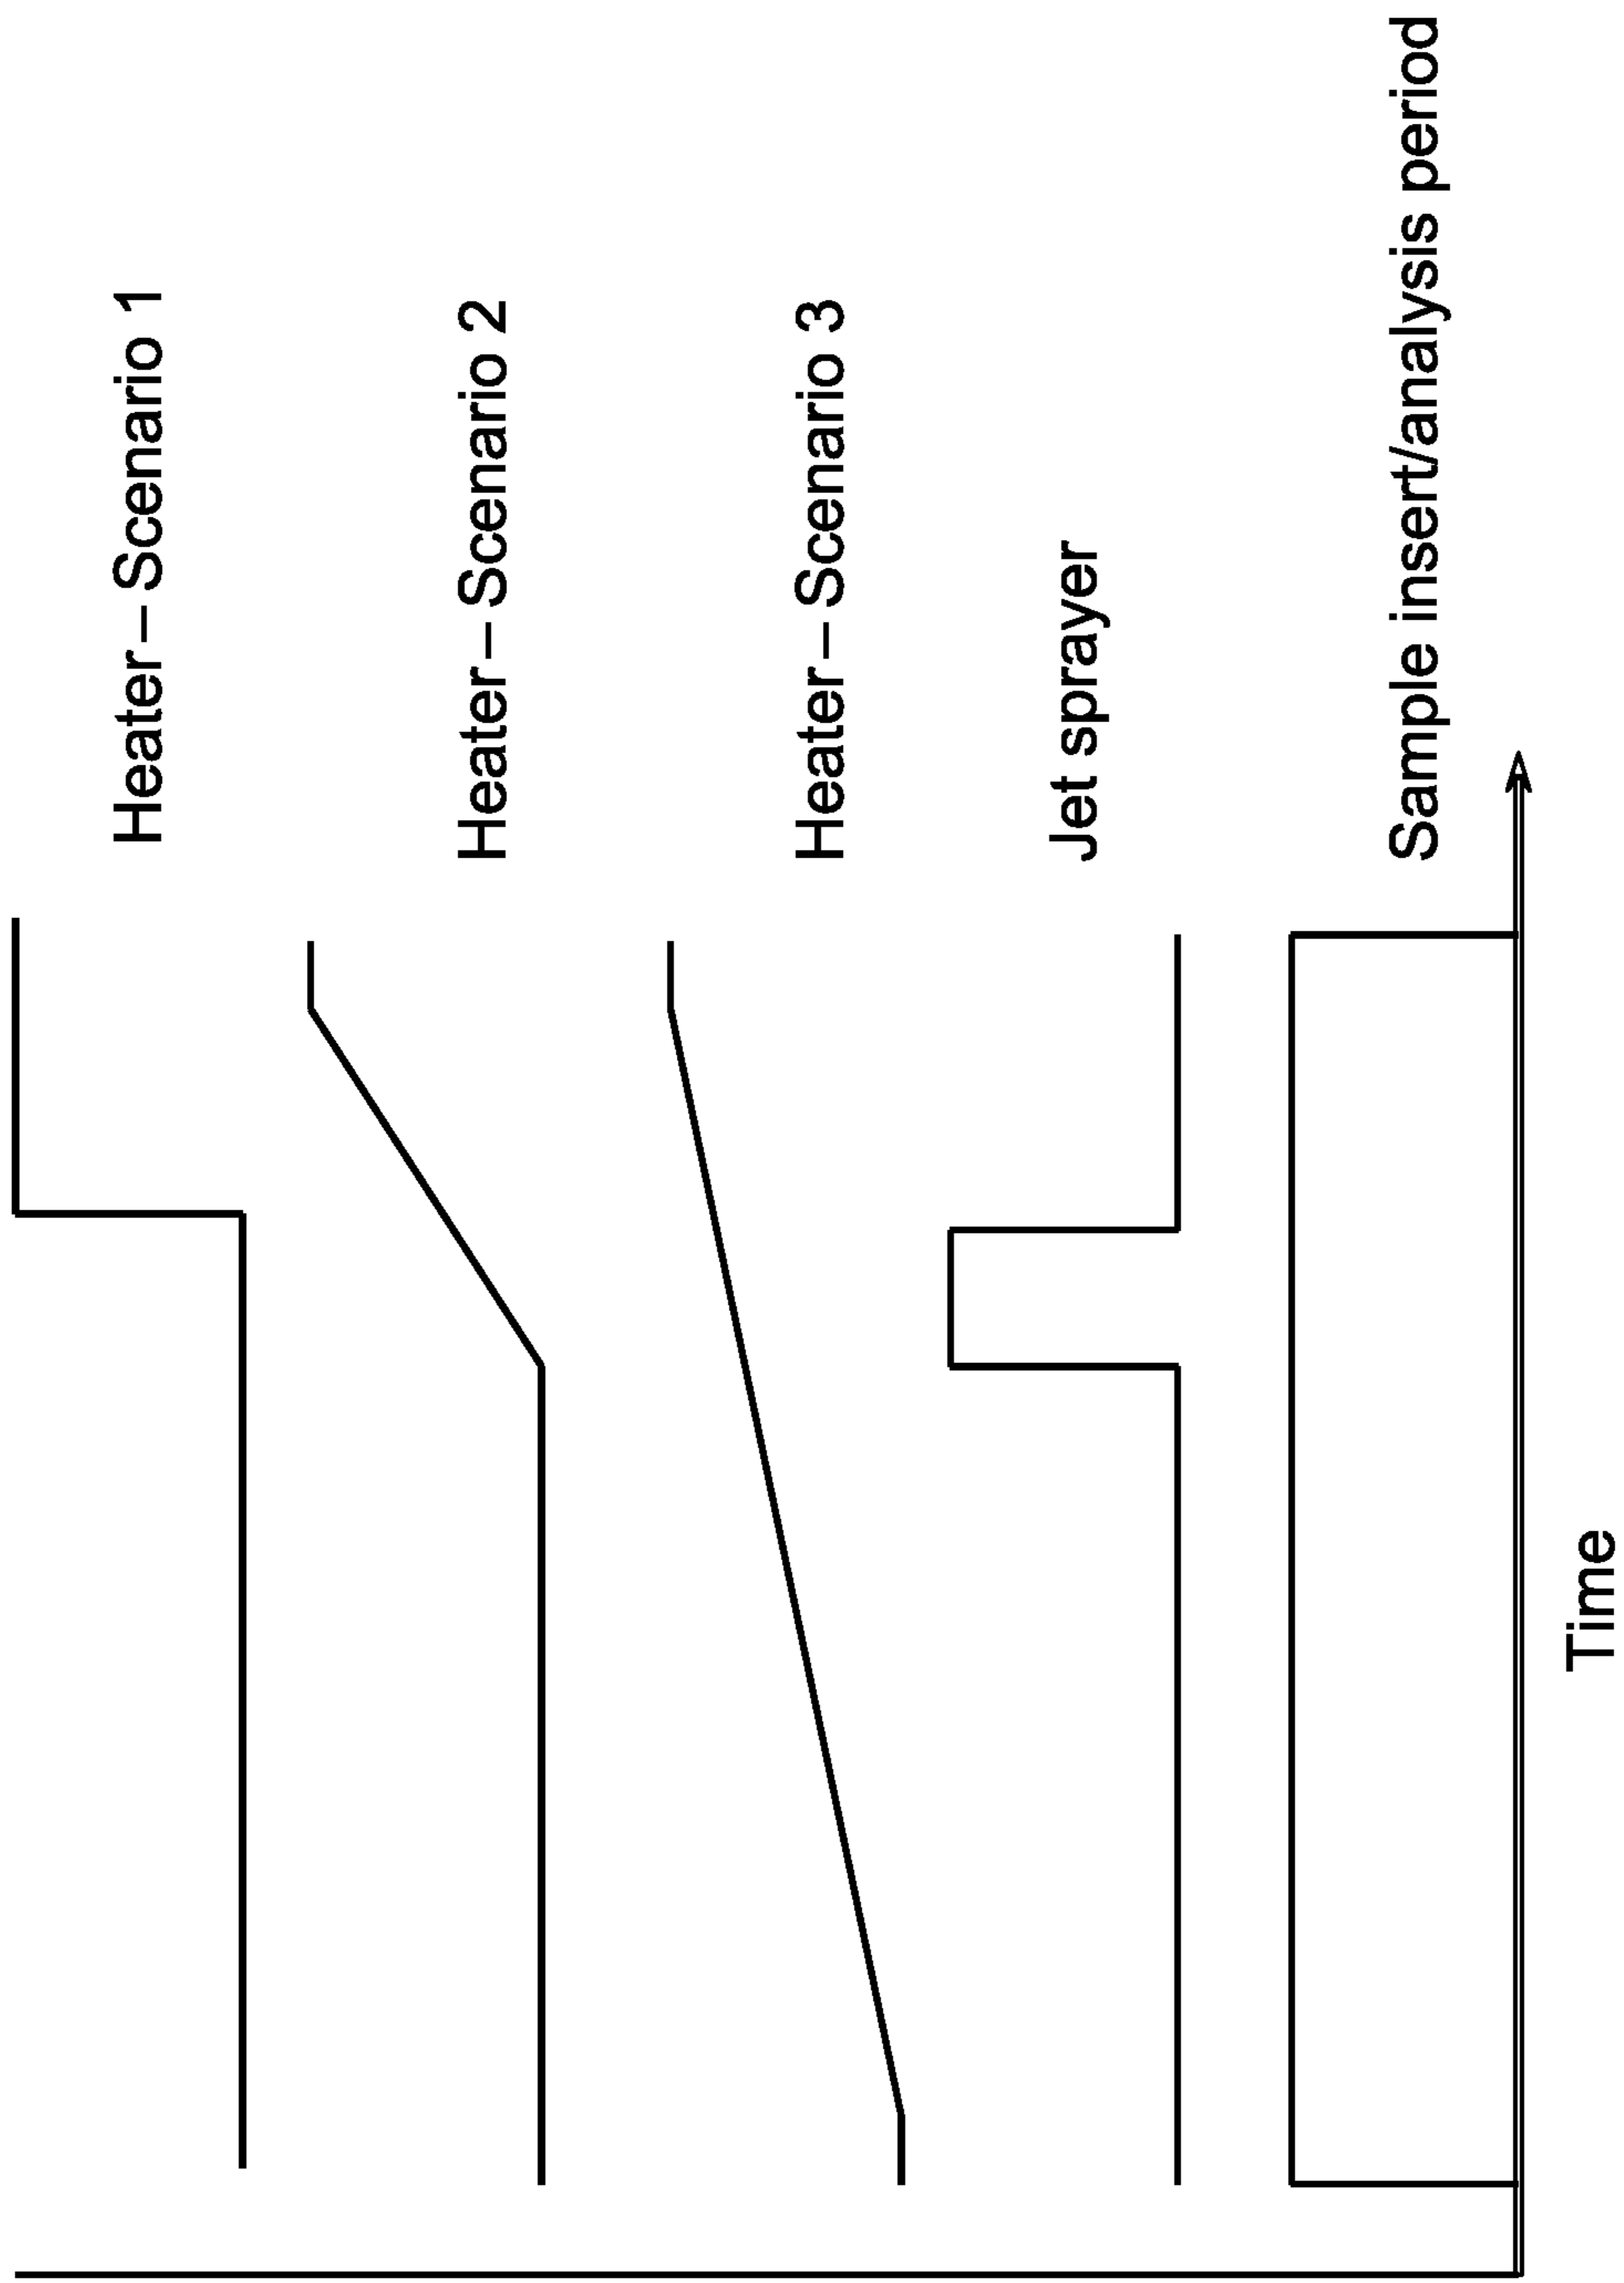 Heater–Scenario 1
Heater–Scenario 2
Heater–Scenario 3
Jet sprayer
Sample insert/analysis period
Time